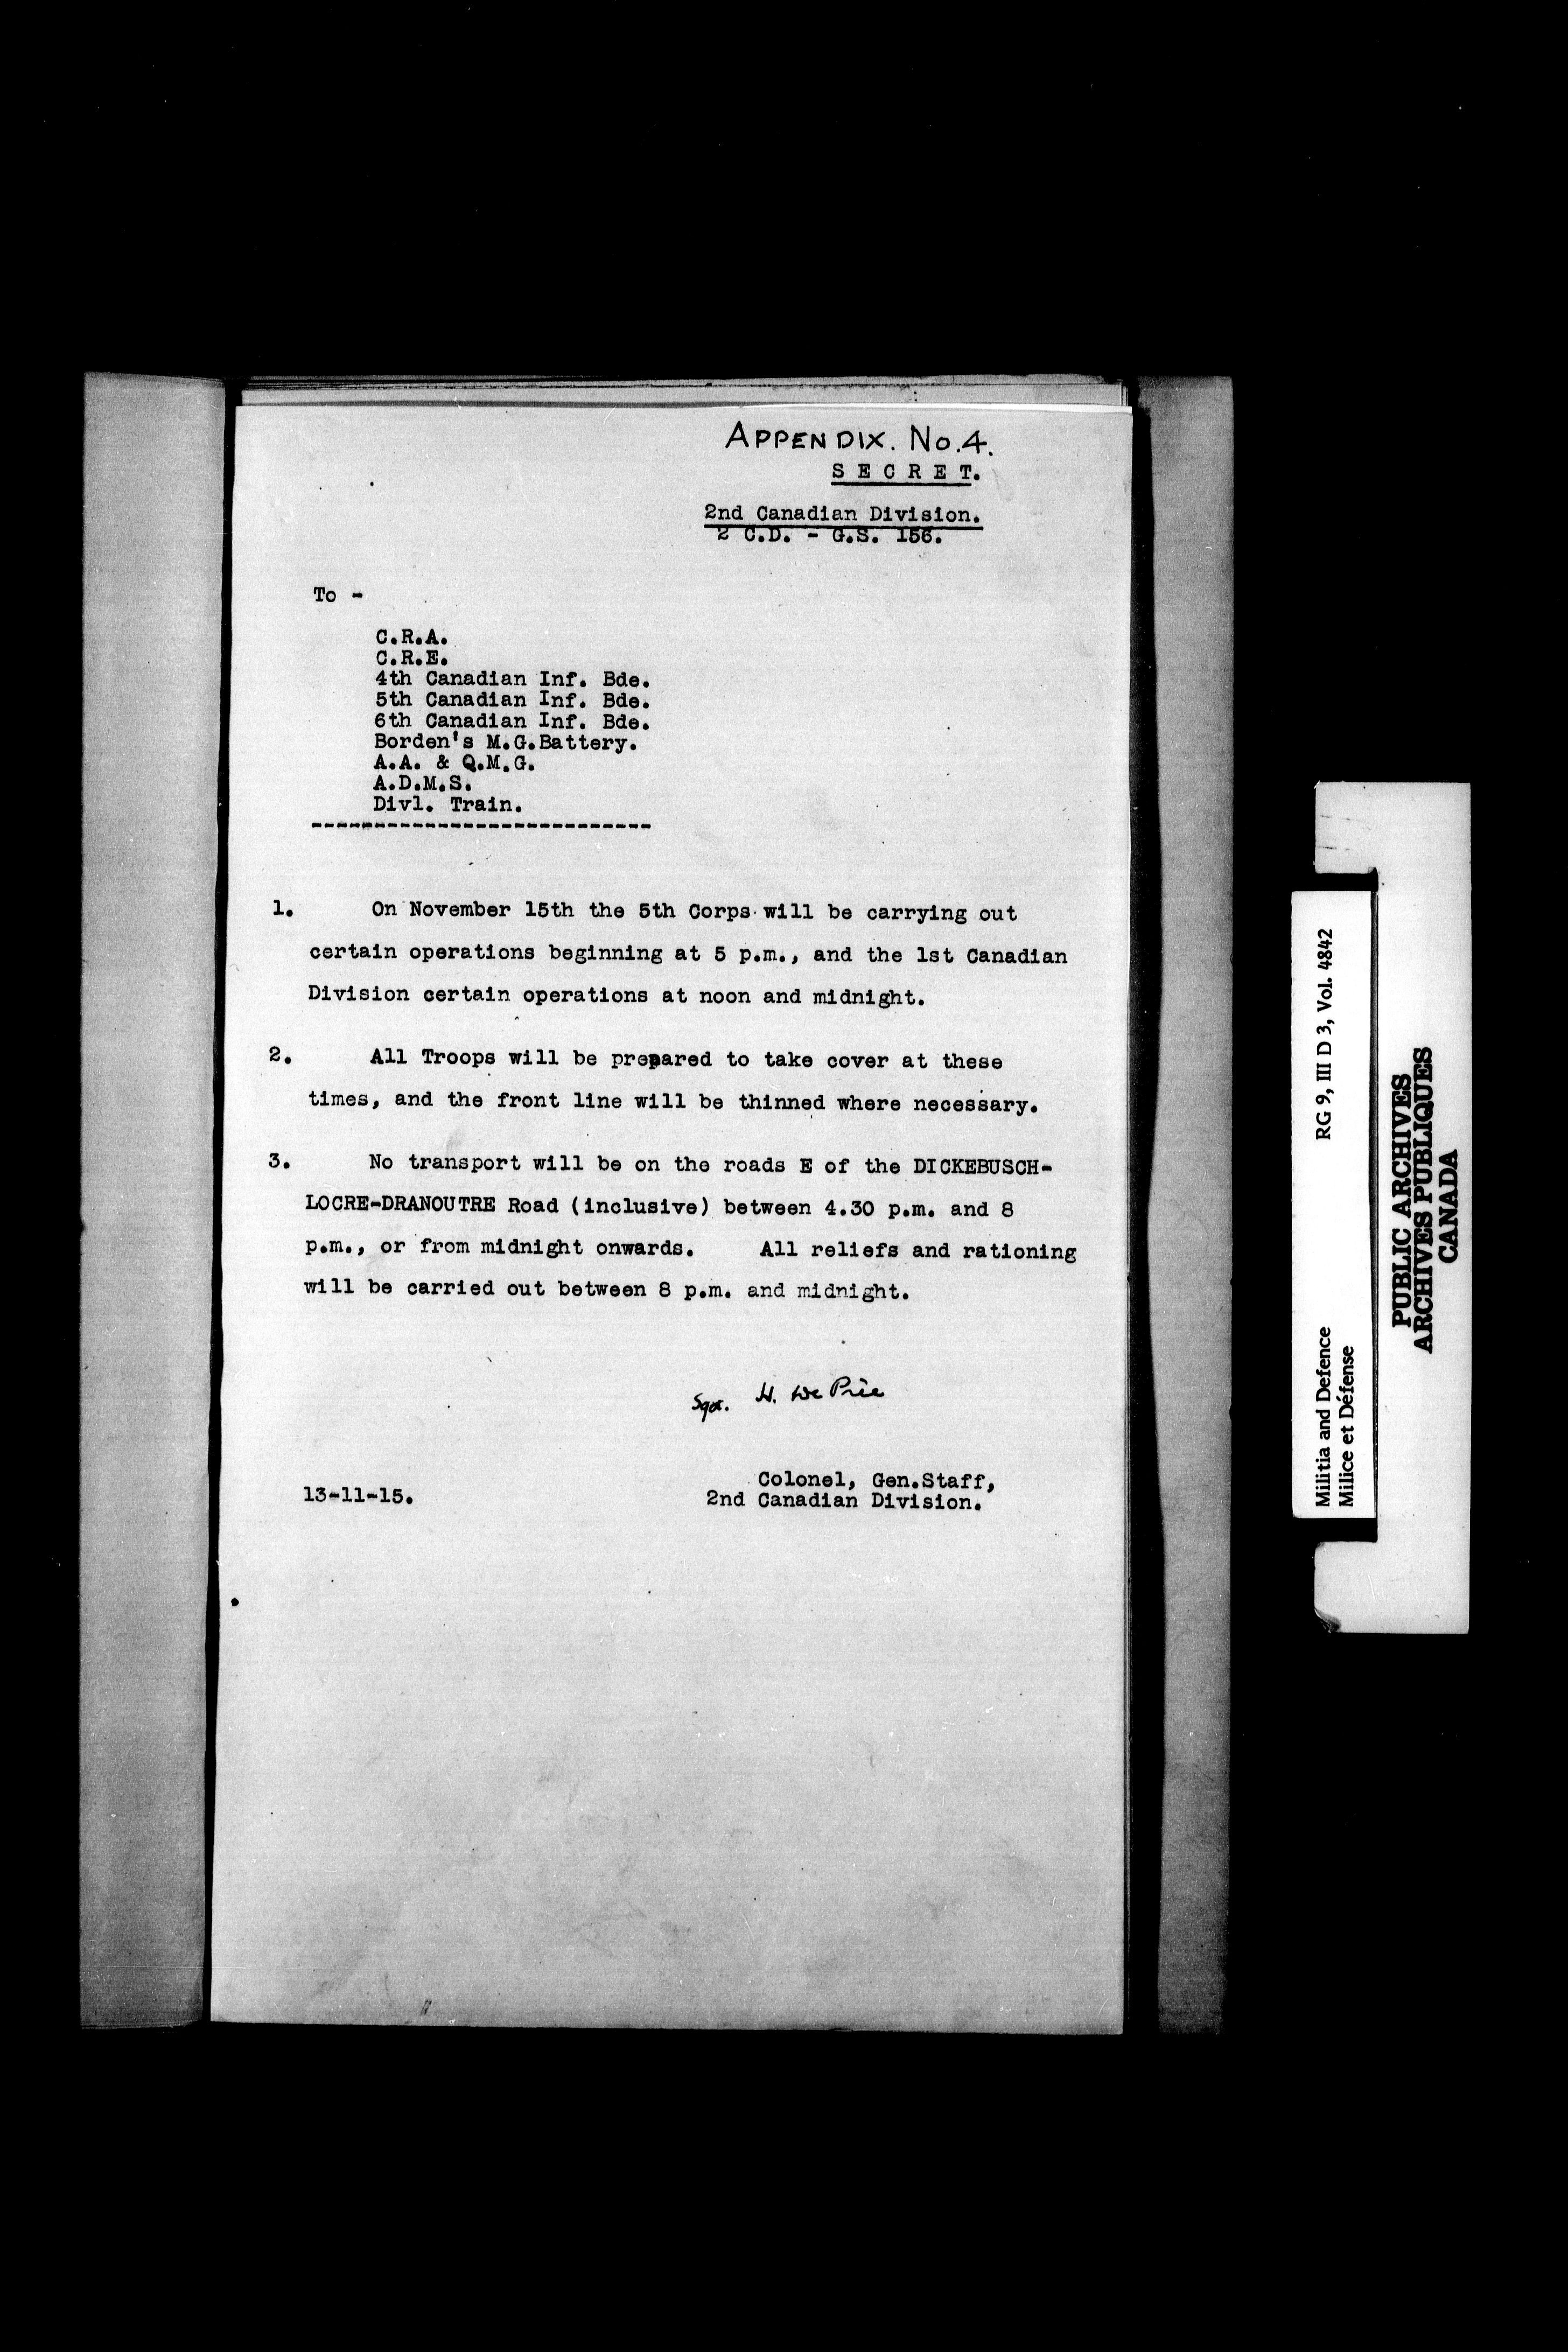 APPENDIX. No.4.
S E C R E T.
2nd Canadian Division.
2 C.D. - G.S. 156.
To -
C.R.A.
C.R.E.
4th Canadian Inf. Bde.
5th Canadian Inf. Bde.
6th Canadian Inf. Bde.
Borden's M.G.Battery.
A.A. & Q.M.G.
A.D.M.S.
Divl. Train.
---------------------------
1. On November 15th the 5th Corps will be carrying out
certain operations beginning at 5 p.m., and the 1st Canadian
Division certain operations at noon and midnight.
2. All Troops will be prepared to take cover at these
times, and the front line will be thinned where necessary.
3. No transport will be on the roads E of the DICKEBUSCH-
LOCRE-DRANOUTRE Road (inclusive) between 4.30 p.m. and 8
p.m., or from midnight onwards. All reliefs and rationing
will be carried out between 8 p.m. and midnight.
H. de Prée
Colonel, Gen.Staff,
13-11-15. 2nd Canadian Division.
Militia and Defence RG 9, III D 3, Vol. 4842
Milice et Défense
PUBLIC ARCHIVES
ARCHIVES PUBLIQUES
CANADA